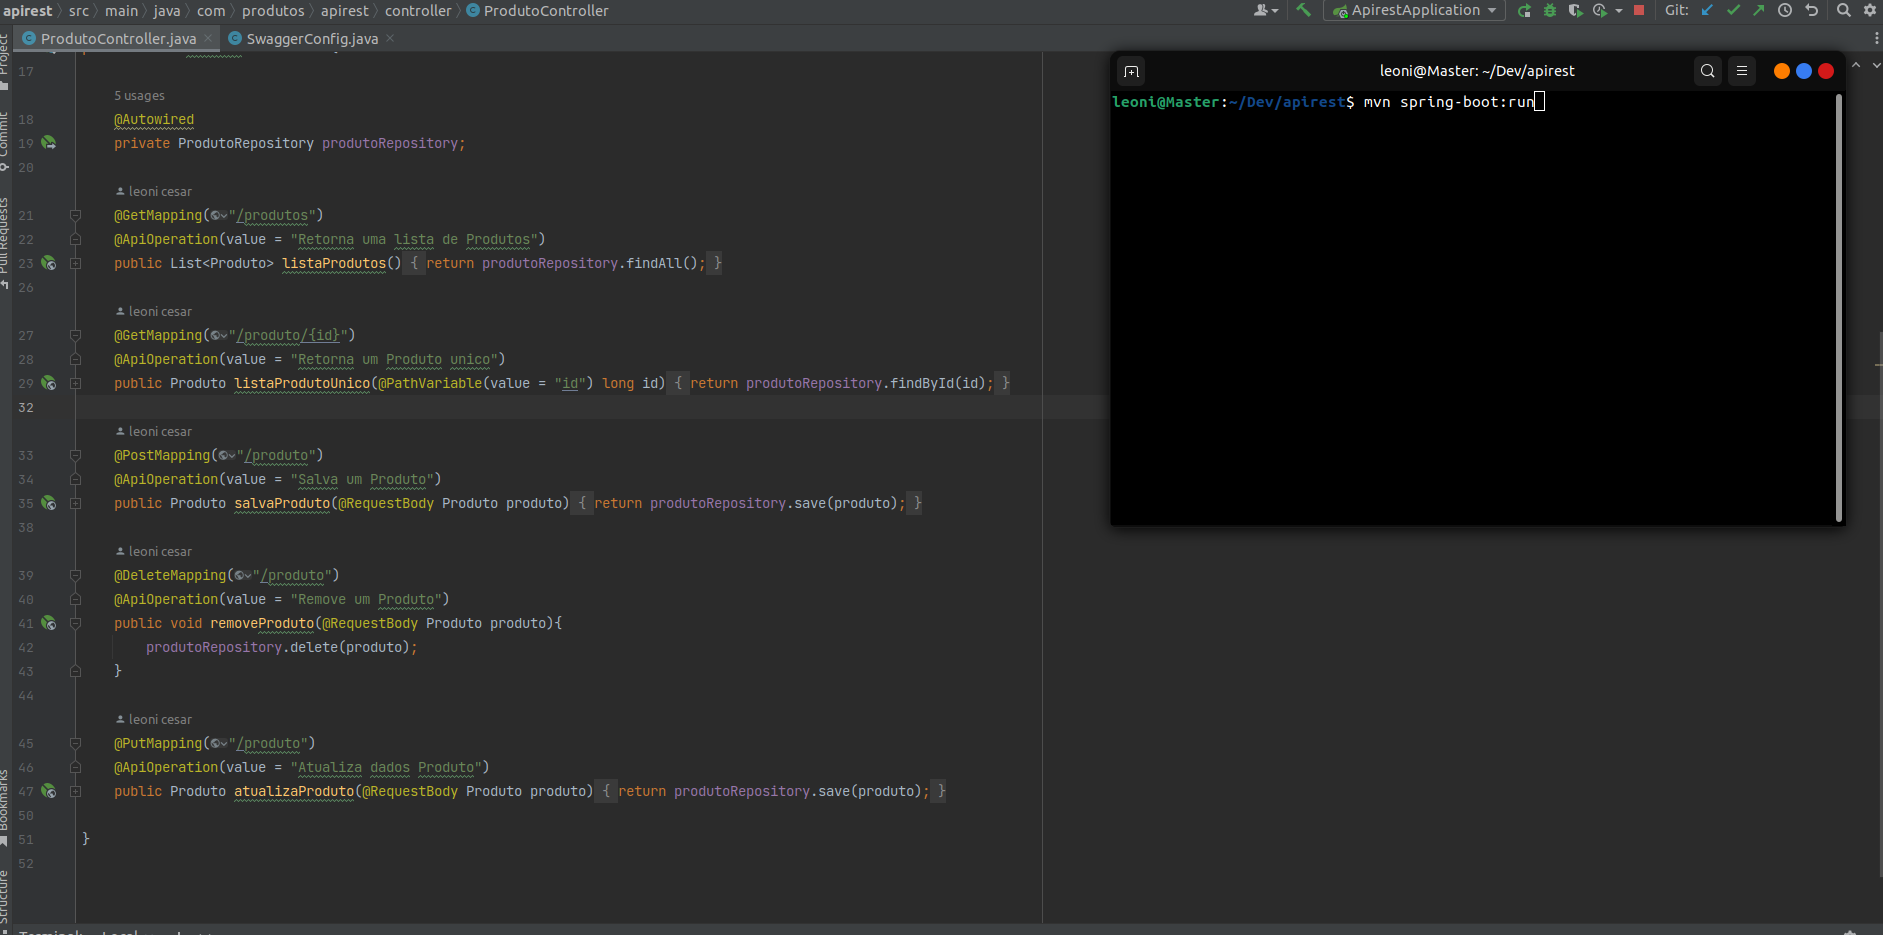 apirest src main java com produtos apirest controller ProdutoController
ApirestApplication Git:
ProdutoController.java SwaggerConfig.java
Project
Commit
Pull Requests
Bookmarks
Structure
17
5 usages
18 @Autowired
19 private ProdutoRepository produtoRepository;
20
leoni cesar
21 @GetMapping("/produtos")
22 @ApiOperation(value = "Retorna uma lista de Produtos")
23 public List<Produto> listaProdutos() { return produtoRepository.findAll(); }
26
leoni cesar
27 @GetMapping("/produto/{id}")
28 @ApiOperation(value = "Retorna um Produto unico")
29 public Produto listaProdutoUnico(@PathVariable(value = "id") long id) { return produtoRepository.findById(id); }
32
leoni cesar
33 @PostMapping("/produto")
34 @ApiOperation(value = "Salva um Produto")
35 public Produto salvaProduto(@RequestBody Produto produto) { return produtoRepository.save(produto); }
38
leoni cesar
39 @DeleteMapping("/produto")
40 @ApiOperation(value = "Remove um Produto")
41 public void removeProduto(@RequestBody Produto produto){
42 produtoRepository.delete(produto);
43 }
44
leoni cesar
45 @PutMapping("/produto")
46 @ApiOperation(value = "Atualiza dados Produto")
47 public Produto atualizaProduto(@RequestBody Produto produto) { return produtoRepository.save(produto); }
50
51 }
52
leoni@Master: ~/Dev/apirest
leoni@Master:~/Dev/apirest$ mvn spring-boot:run